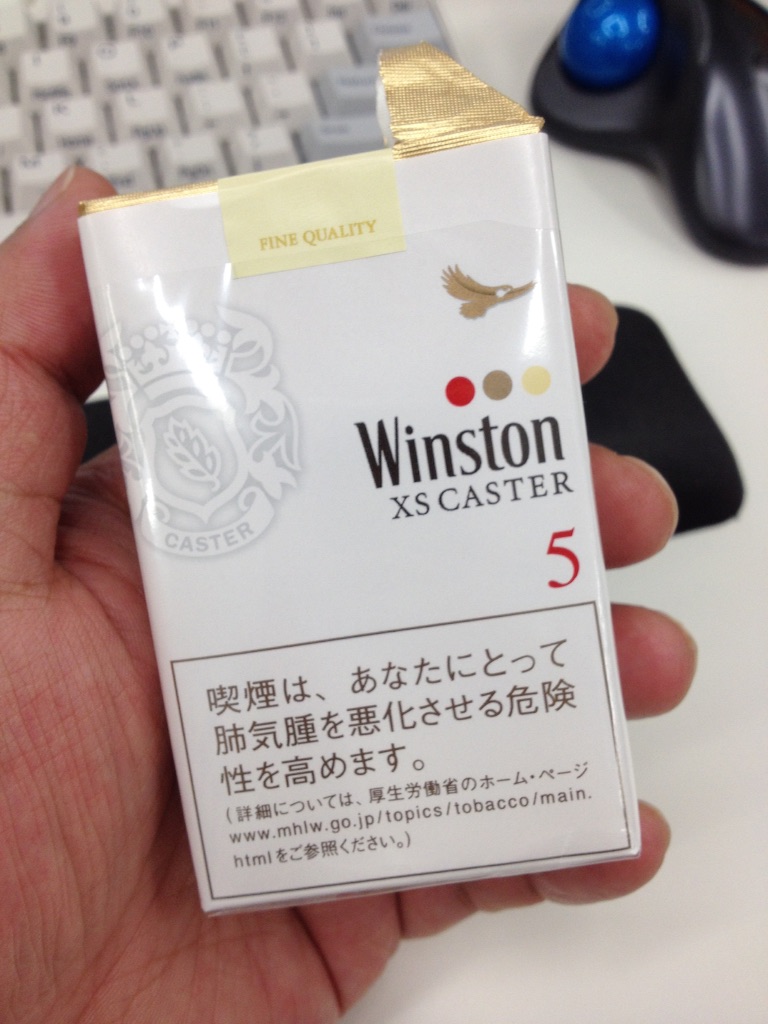 FINE QUALITY
Winston
XS CASTER
5
CASTER
喫煙は、あなたにとって
肺気腫を悪化させる危険
性を高めます。
(詳細については、厚生労働省のホーム・ページ
www.mhlw.go.jp/topics/tobacco/main.
htmlをご参照ください。)